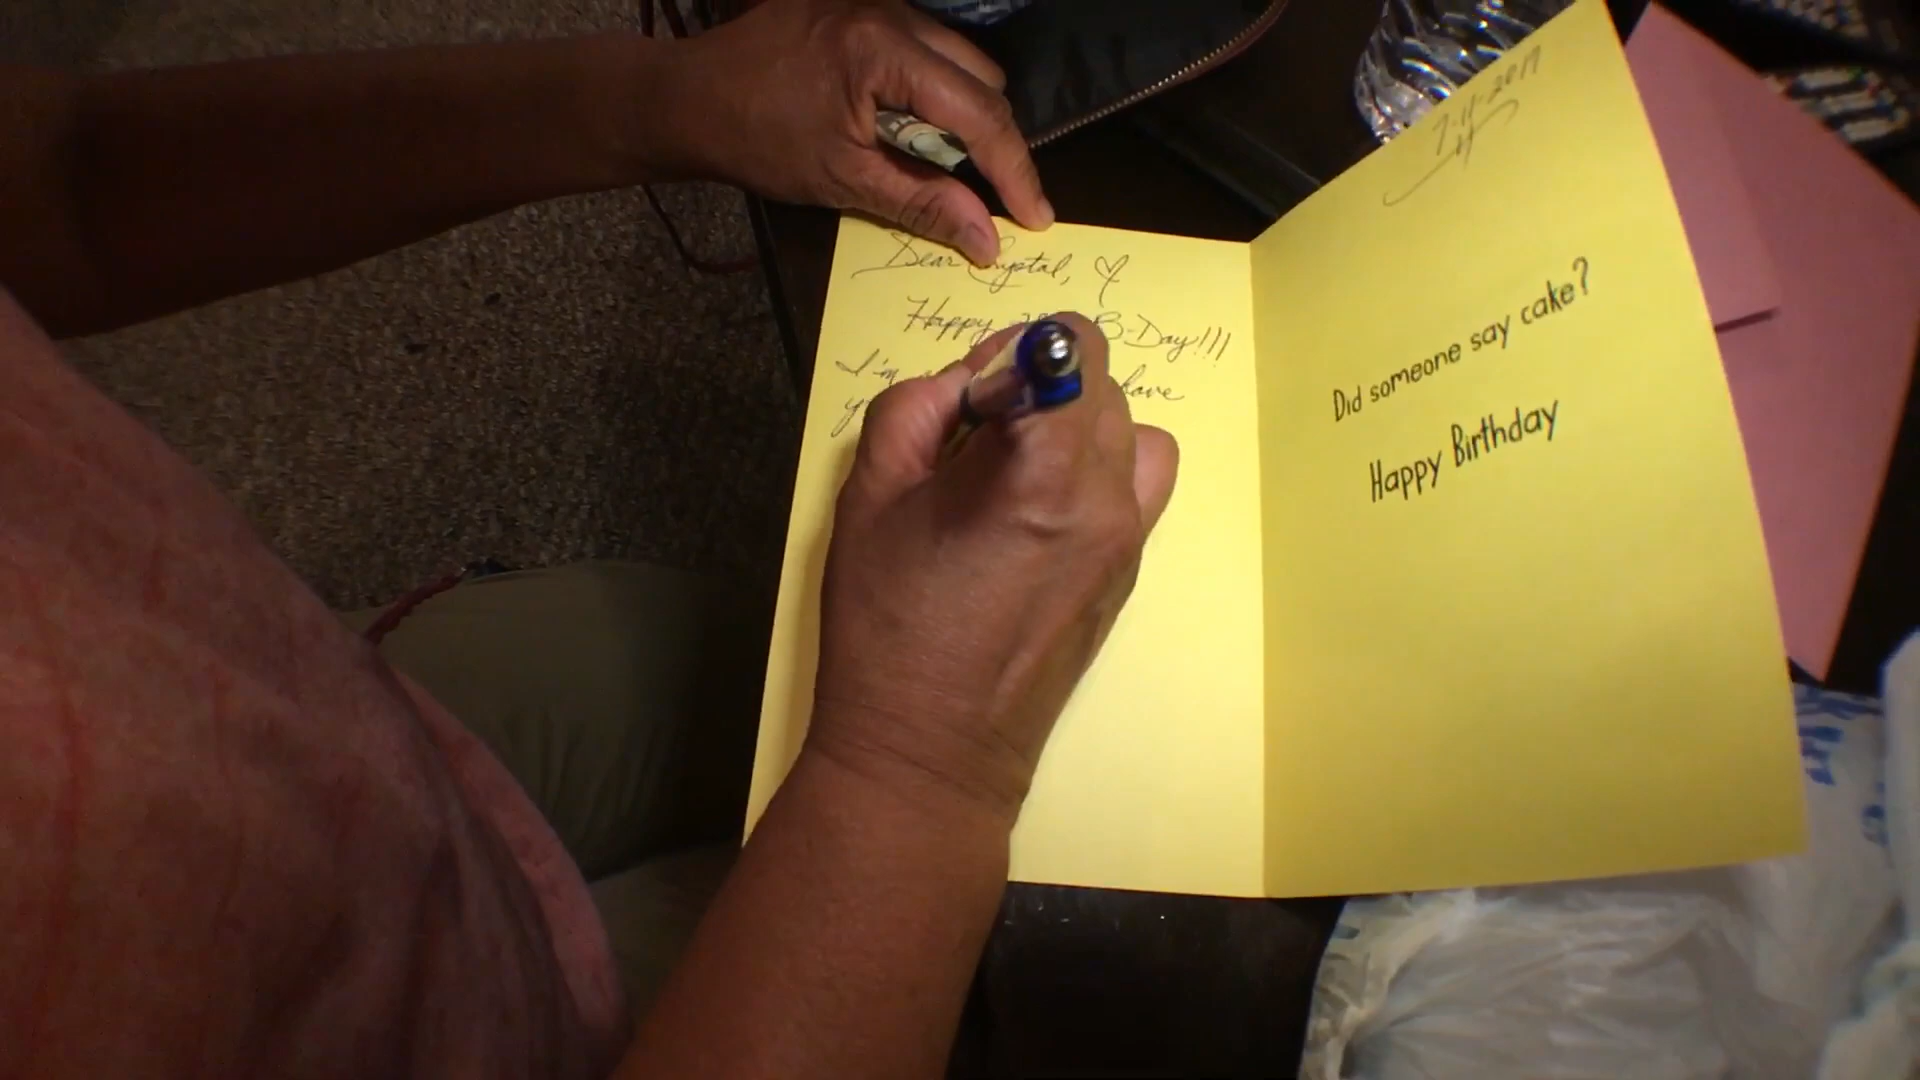 Dear Crystal,
Happy B-Day!!!
I'm have
7-11-2017
Did someone say cake?
Happy Birthday